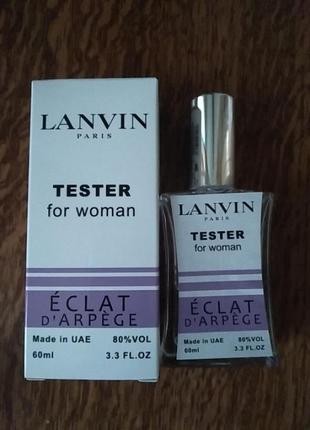 LANVIN
PARIS
TESTER
for woman
ÉCLAT
D'ARPÈGE
Made in UAE 80%VOL
60ml 3.3 FL.OZ
LANVIN
PARIS
TESTER
for woman
ÉCLAT
D'ARPÈGE
Made in UAE 80%VOL
60ml 3.3 FL.OZ